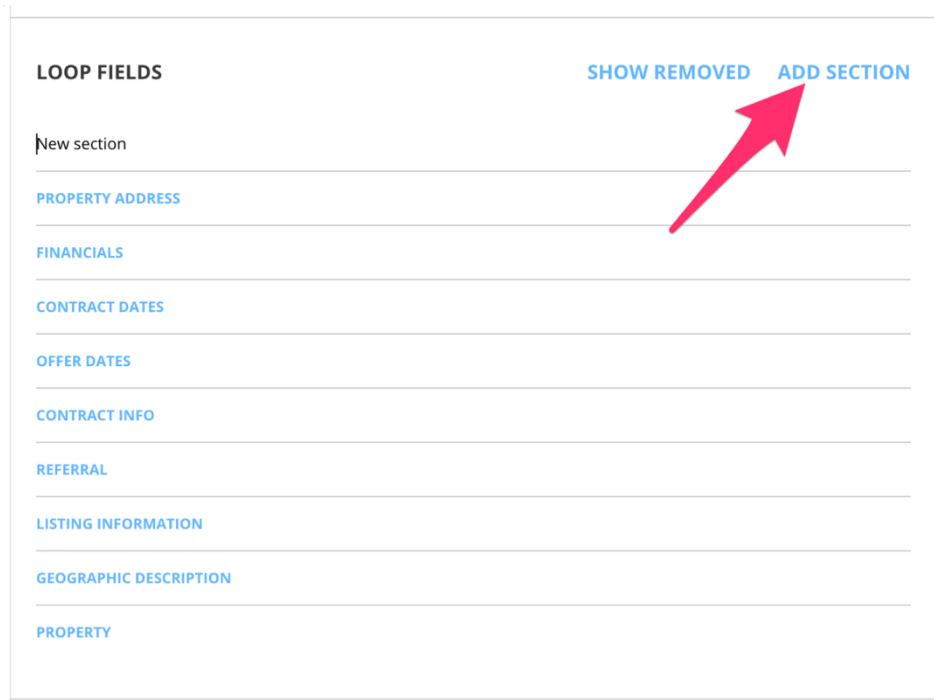 LOOP FIELDS SHOW REMOVED ADD SECTION
New section
PROPERTY ADDRESS
FINANCIALS
CONTRACT DATES
OFFER DATES
CONTRACT INFO
REFERRAL
LISTING INFORMATION
GEOGRAPHIC DESCRIPTION
PROPERTY